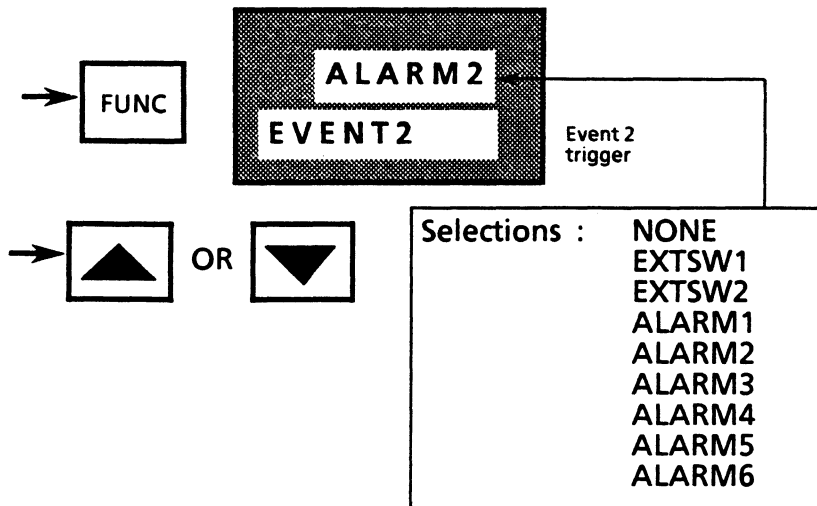 FUNC
ALARM2
EVENT2
Event 2
trigger
OR
Selections : NONE
EXTSW1
EXTSW2
ALARM1
ALARM2
ALARM3
ALARM4
ALARM5
ALARM6